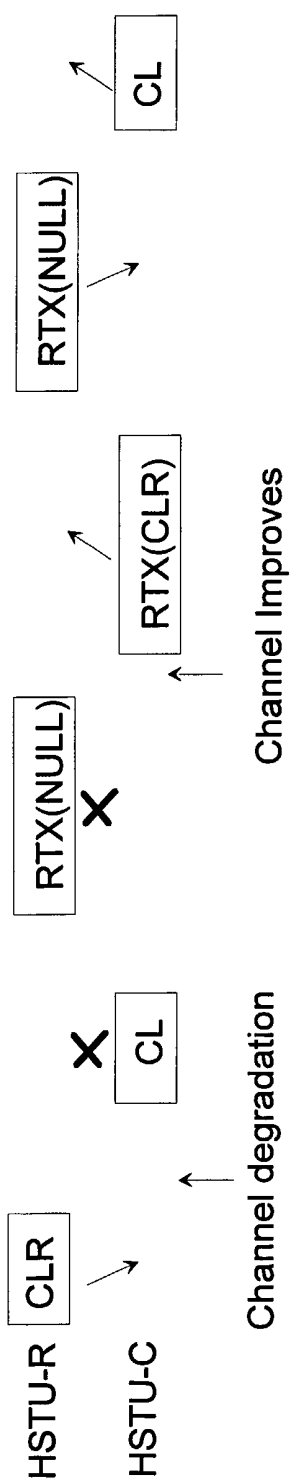 HSTU-R CLR RTX(NULL) RTX(NULL)
X X
HSTU-C CL RTX(CLR) CL
Channel degradation Channel Improves